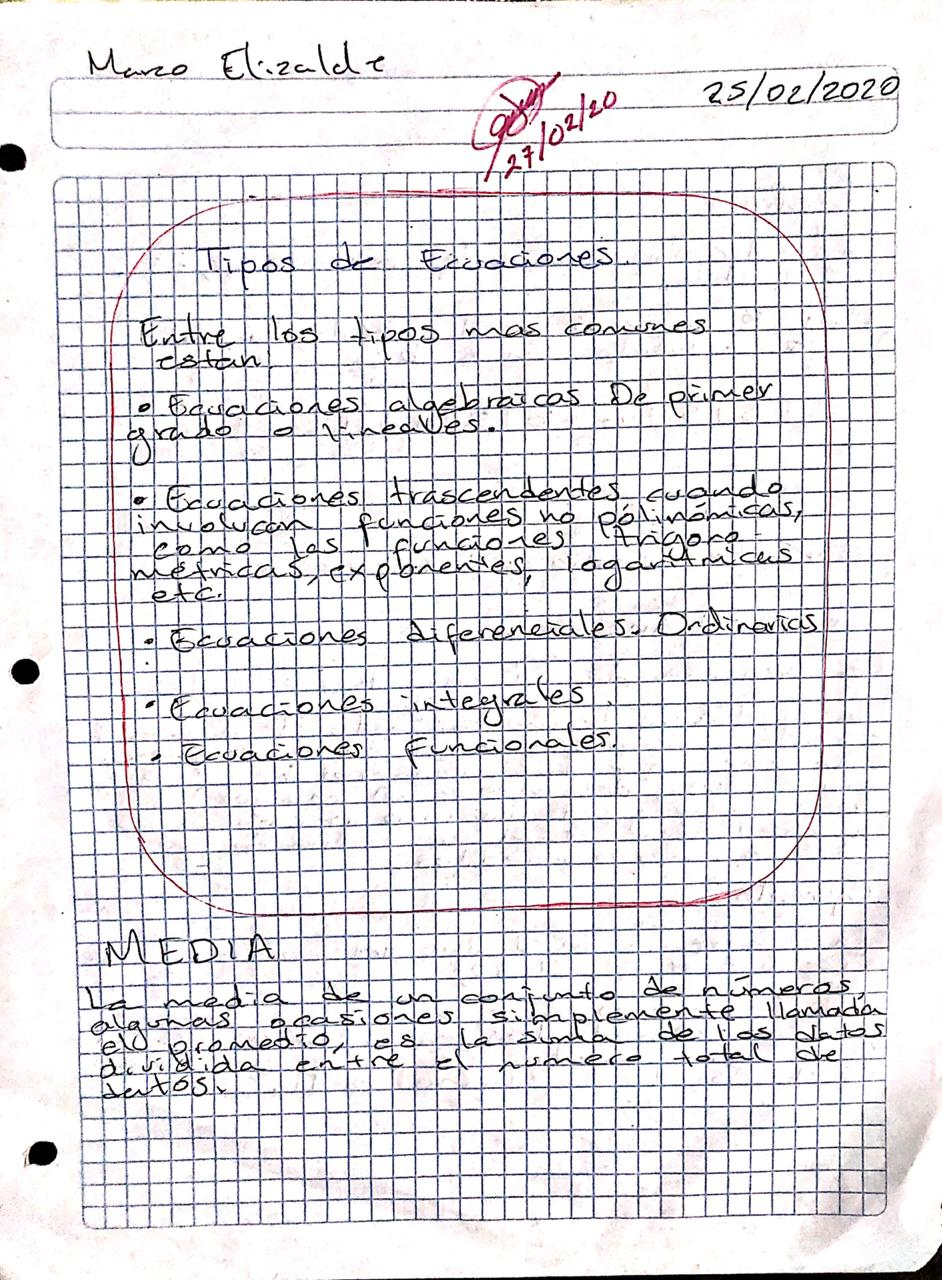 Marco Elizalde
25/02/2020
27/02/20
Tipos de Ecuaciones.
Entre los tipos mas comunes
estan:
• Ecuaciones algebraicas De primer
grado o lineales.
• Ecuaciones trascendentes, cuando
involucan funciones no polinómicas,
como las funciones trigono
métricas, exponentes, logarítmicas
etc.
• Ecuaciones diferenciales. Ordinarias
• Ecuaciones integrales.
• Ecuaciones Funcionales.
MEDIA
La media de un conjunto de números,
algunas ocasiones simplemente llamada
el promedio, es la suma de los datos
dividida entre el número total de
datos.